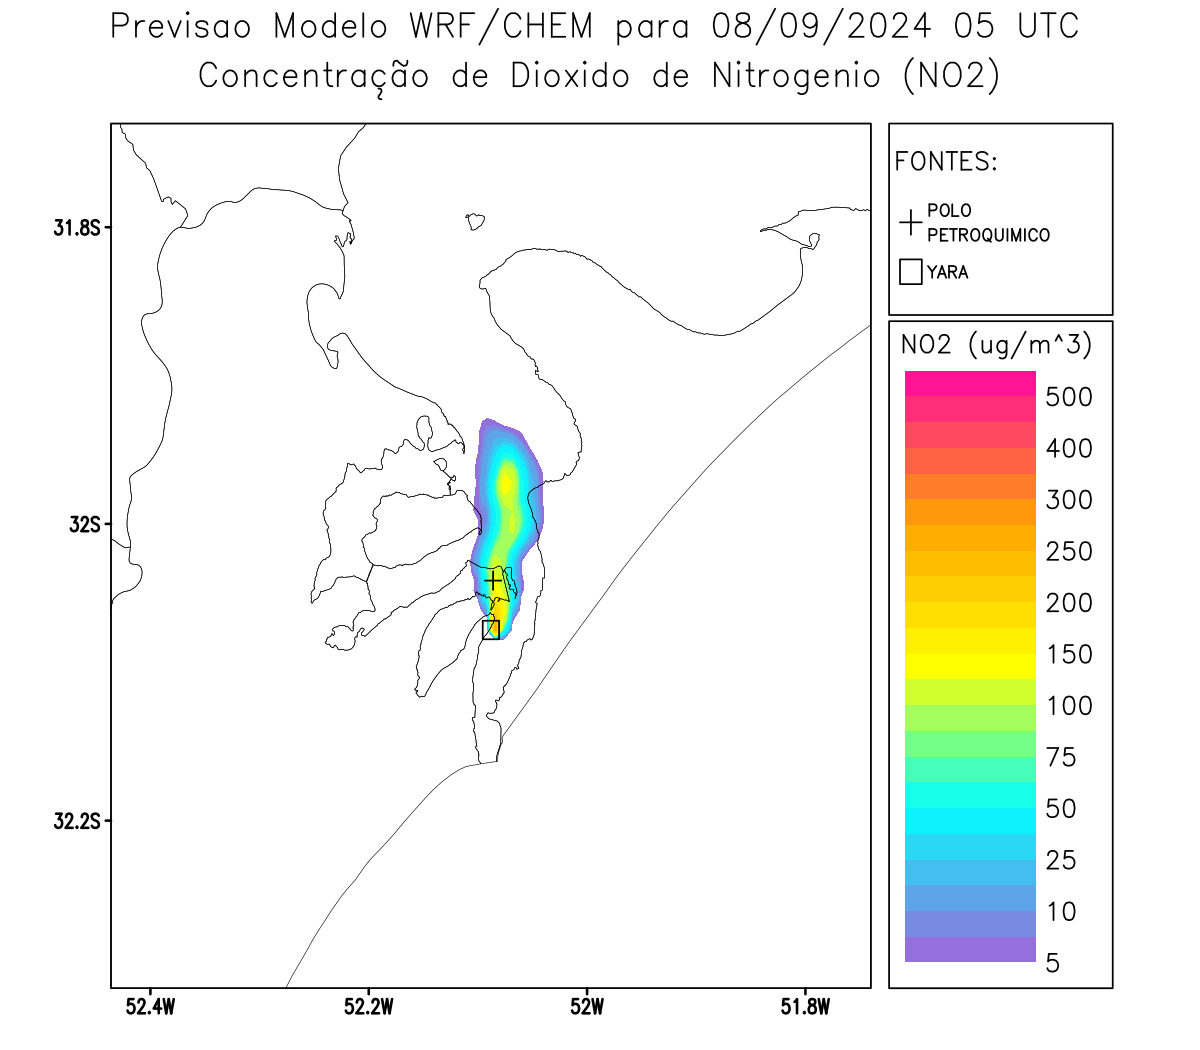 Previsao Modelo WRF/CHEM para 08/09/2024 05 UTC
Concentração de Dioxido de Nitrogenio (NO2)
FONTES:
POLO
PETROQUIMICO
YARA
31.8S
32S
32.2S
52.4W
52.2W
52W
51.8W
NO2 (ug/m^3)
500
400
300
250
200
150
100
75
50
25
10
5